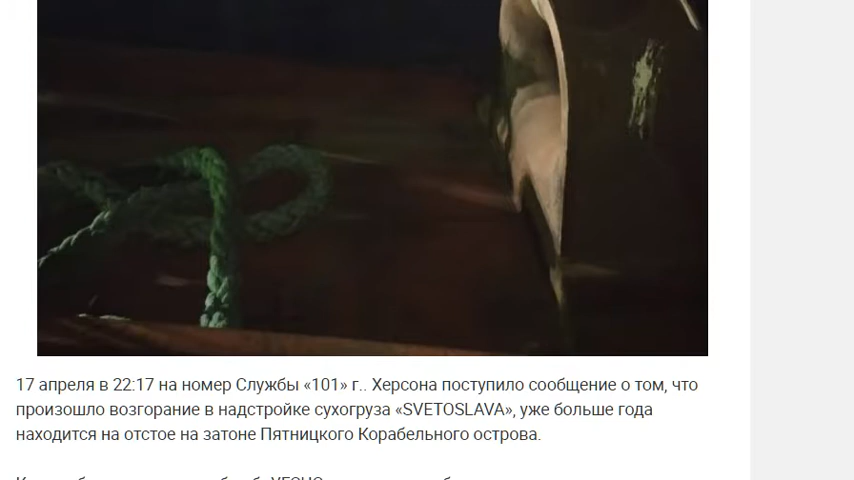 17 апреля в 22:17 на номер Службы «101» г.. Херсона поступило сообщение о том, что
произошло возгорание в надстройке сухогруза «SVETOSLAVA», уже больше года
находится на отстое на затоне Пятницкого Корабельного острова.